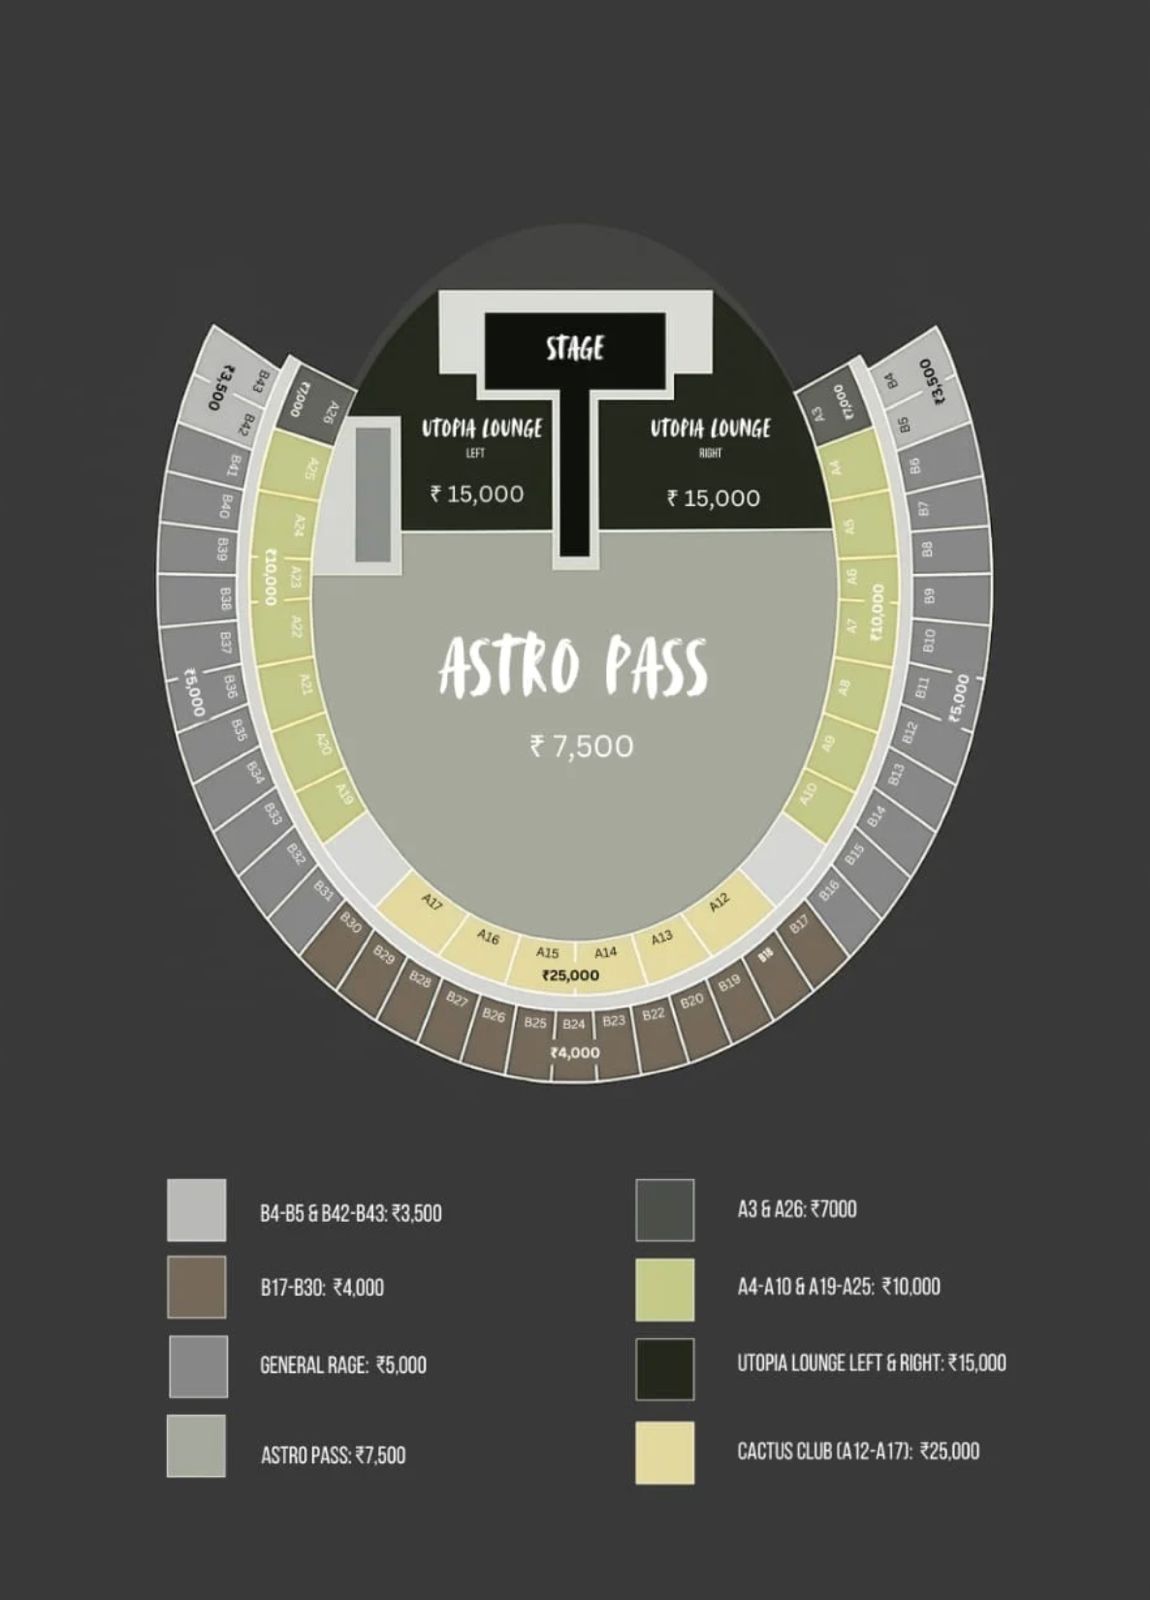 STAGE
UTOPIA LOUNGE
LEFT
₹ 15,000
UTOPIA LOUNGE
RIGHT
₹ 15,000
ASTRO PASS
₹ 7,500
₹3,500
B43
B42
B41
B40
B39
B38
B37
B36
₹5,000
B35
B34
B33
B32
B31
B30
B29
B28
B27
B26
B25
B24
B23
B22
B20
B19
B18
B17
₹4,000
B16
B15
B14
B13
B12
B11
₹5,000
B10
B9
B8
B7
B6
B5
B4
₹3,500
₹7,000
A26
A25
A24
₹10,000
A23
A22
A21
A20
A19
A17
A16
A15
A14
A13
A12
₹25,000
A10
A9
A8
A7
₹10,000
A6
A5
A4
A3
₹7,000
B4-B5 & B42-B43: ₹3,500
B17-B30: ₹4,000
GENERAL RAGE: ₹5,000
ASTRO PASS: ₹7,500
A3 & A26: ₹7000
A4-A10 & A19-A25: ₹10,000
UTOPIA LOUNGE LEFT & RIGHT: ₹15,000
CACTUS CLUB (A12-A17): ₹25,000